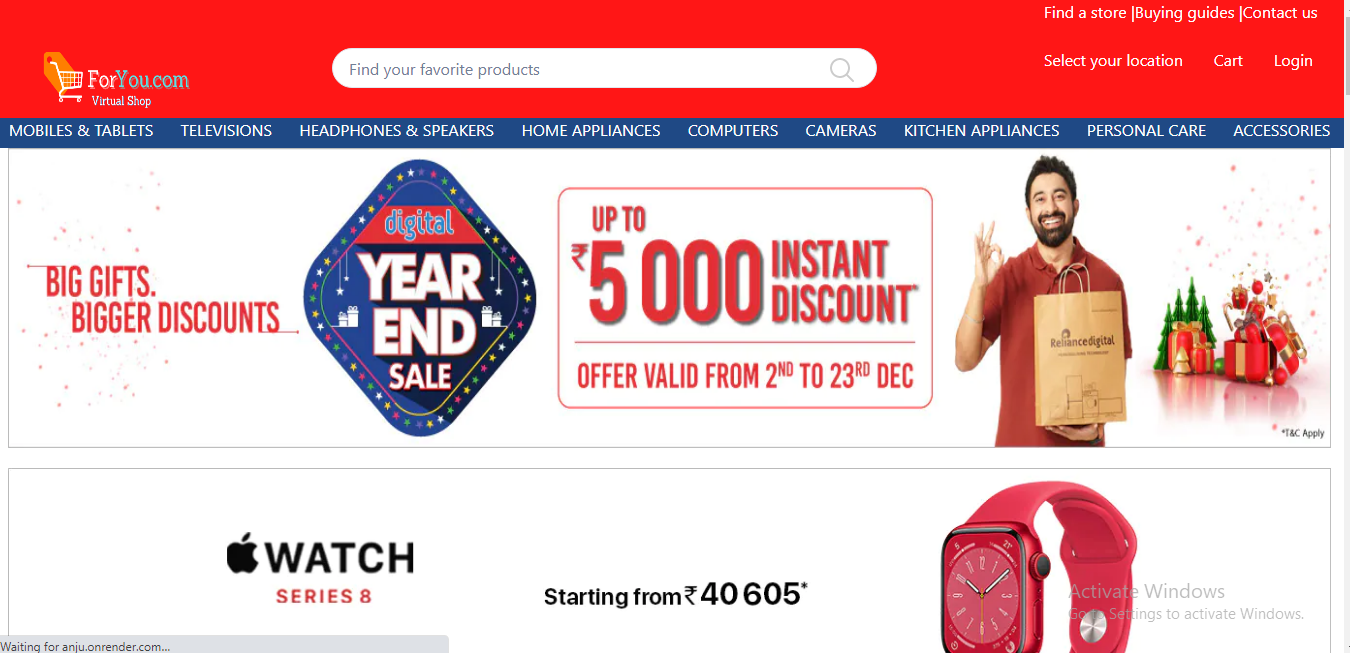 Find a store |Buying guides |Contact us
ForYou.com
Virtual Shop
Find your favorite products
Select your location
Cart
Login
MOBILES & TABLETS
TELEVISIONS
HEADPHONES & SPEAKERS
HOME APPLIANCES
COMPUTERS
CAMERAS
KITCHEN APPLIANCES
PERSONAL CARE
ACCESSORIES
BIG GIFTS.
BIGGER DISCOUNTS
digital
YEAR
END
SALE
UP TO
₹5 000 INSTANT
DISCOUNT*
OFFER VALID FROM 2ND TO 23RD DEC
Reliance digital
*T&C Apply
WATCH
SERIES 8
Starting from ₹40 605*
Activate Windows
Go to Settings to activate Windows.
Waiting for anju.onrender.com...